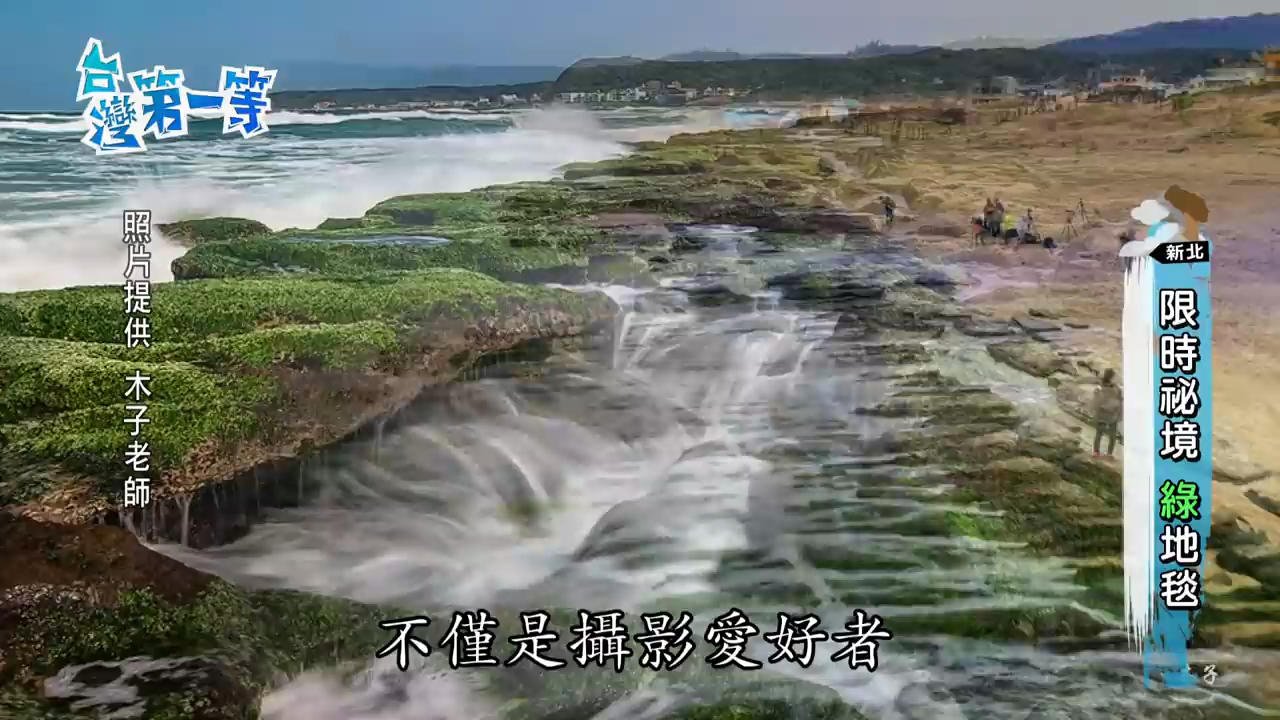 台灣第一等
照片提供 木子老師
新北
限時祕境 綠地毯
不僅是攝影愛好者
子